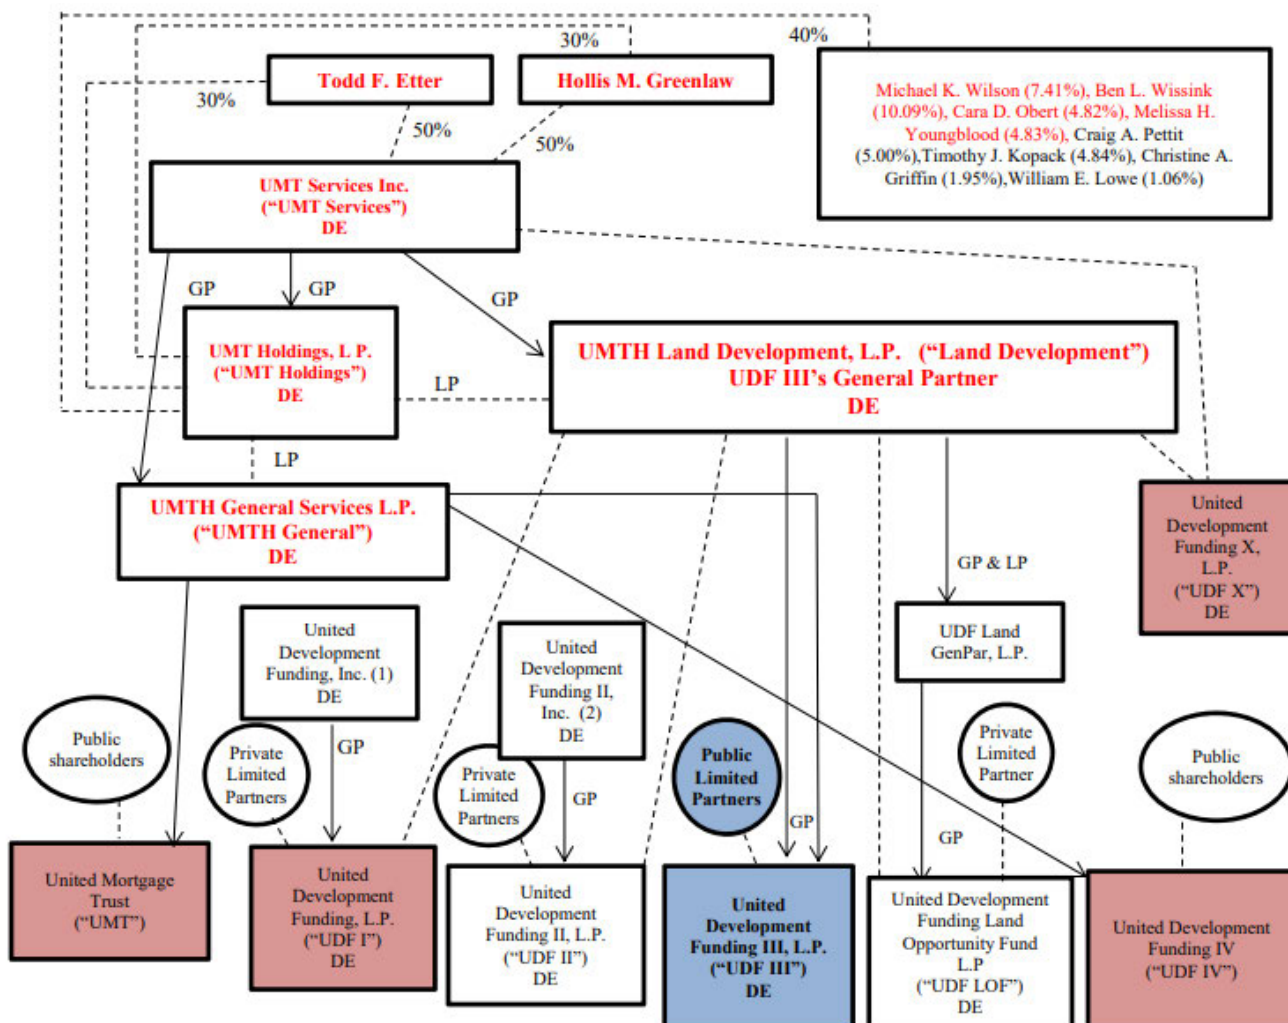 30%
40%
Todd F. Etter
Hollis M. Greenlaw
30%
50%
50%
Michael K. Wilson (7.41%), Ben L. Wissink
(10.09%), Cara D. Obert (4.82%), Melissa H.
Youngblood (4.83%), Craig A. Pettit
(5.00%),Timothy J. Kopack (4.84%), Christine A.
Griffin (1.95%),William E. Lowe (1.06%)
UMT Services Inc.
(“UMT Services”)
DE
GP
GP
GP
UMT Holdings, L P.
(“UMT Holdings”)
DE
LP
UMTH Land Development, L.P. (“Land Development”)
UDF III’s General Partner
DE
LP
UMTH General Services L.P.
(“UMTH General”)
DE
United
Development
Funding X,
L.P.
(“UDF X”)
DE
GP & LP
United
Development
Funding, Inc. (1)
DE
United
Development
Funding II,
Inc. (2)
DE
UDF Land
GenPar, L.P.
Public
shareholders
Private
Limited
Partners
GP
Private
Limited
Partners
GP
Public
Limited
Partners
GP
Private
Limited
Partner
GP
Public
shareholders
United Mortgage
Trust
(“UMT”)
United
Development
Funding, L.P.
(“UDF I”)
DE
United
Development
Funding II, L.P.
(“UDF II”)
DE
United
Development
Funding III, L.P.
(“UDF III”)
DE
United Development
Funding Land
Opportunity Fund
L.P
(“UDF LOF”)
DE
United Development
Funding IV
(“UDF IV”)